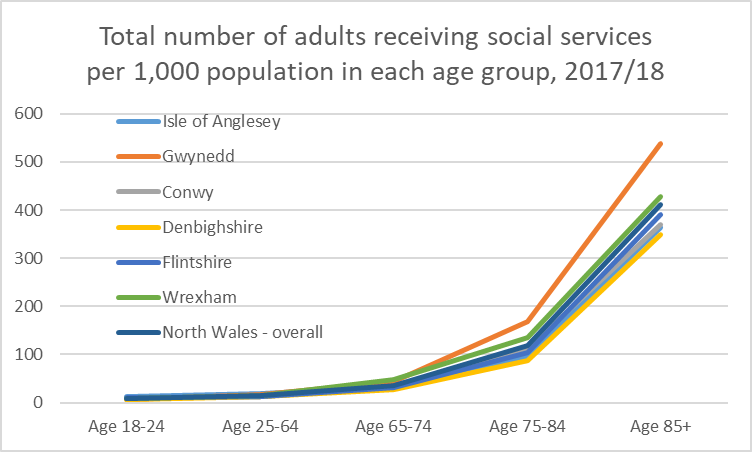 Total number of adults receiving social services
per 1,000 population in each age group, 2017/18
600
500
400
300
200
100
0
Isle of Anglesey
Gwynedd
Conwy
Denbighshire
Flintshire
Wrexham
North Wales - overall
Age 18-24
Age 25-64
Age 65-74
Age 75-84
Age 85+